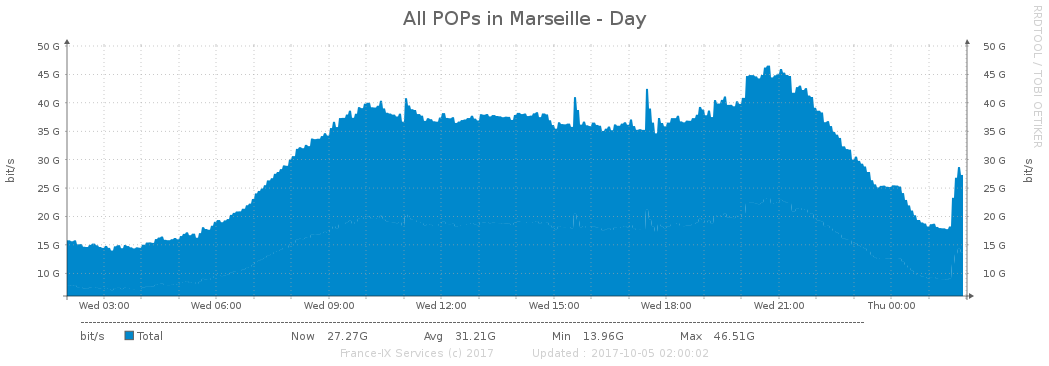 All POPs in Marseille - Day
RRDTOOL / TOBI OETIKER
50 G 50 G
45 G 45 G
40 G 40 G
35 G 35 G
30 G 30 G
25 G 25 G
20 G 20 G
15 G 15 G
10 G 10 G
bit/s bit/s
Wed 03:00 Wed 06:00 Wed 09:00 Wed 12:00 Wed 15:00 Wed 18:00 Wed 21:00 Thu 00:00
bit/s Total Now 27.27G Avg 31.21G Min 13.96G Max 46.51G
France-IX Services (c) 2017 Updated : 2017-10-05 02:00:02